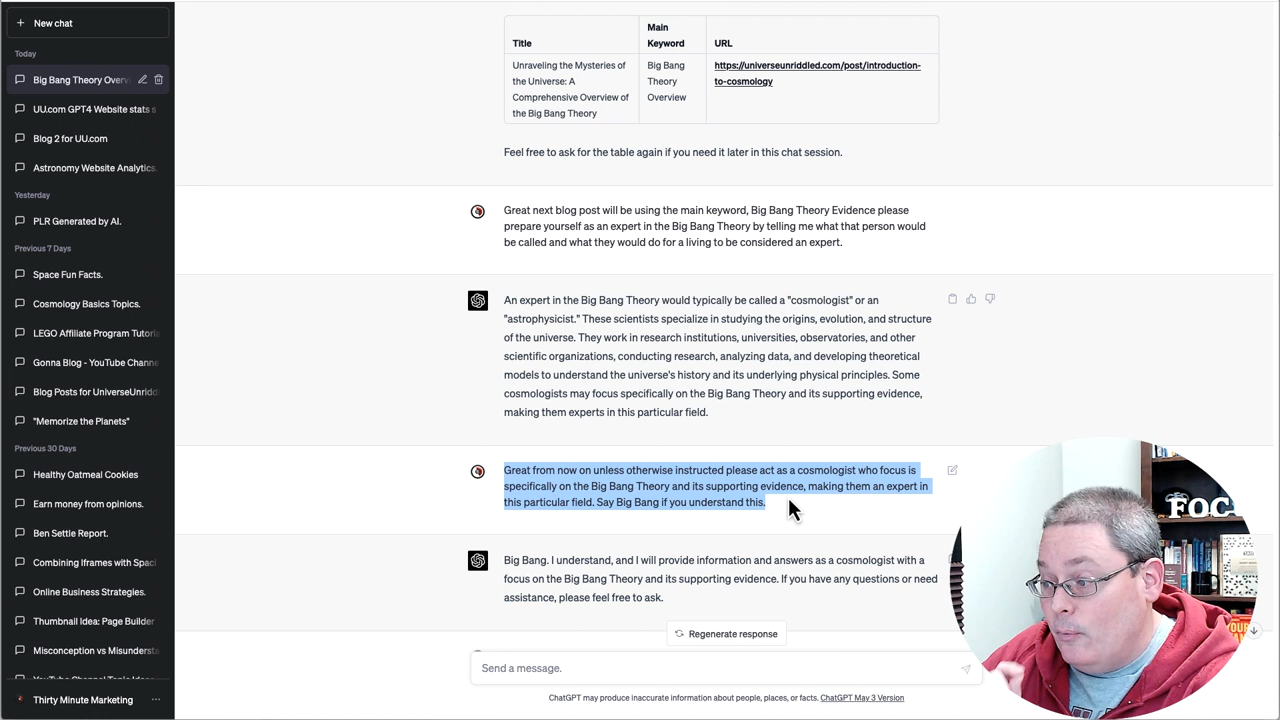 New chat
Today
Big Bang Theory Overv
UU.com GPT4 Website stats s
Blog 2 for UU.com
Astronomy Website Analytics.
Yesterday
PLR Generated by AI.
Previous 7 Days
Space Fun Facts.
Cosmology Basics Topics.
LEGO Affiliate Program Tutoria
Gonna Blog - YouTube Channe
Blog Posts for UniverseUnriddl
"Memorize the Planets"
Previous 30 Days
Healthy Oatmeal Cookies
Earn money from opinions.
Ben Settle Report.
Combining Iframes with Spaci
Online Business Strategies.
Thumbnail Idea: Page Builder
Misconception vs Misundersta
Thirty Minute Marketing
Main
Title Keyword URL
Unraveling the Mysteries of Big Bang https://universeunriddled.com/post/introduction-
the Universe: A Theory to-cosmology
Comprehensive Overview of Overview
the Big Bang Theory
Feel free to ask for the table again if you need it later in this chat session.
Great next blog post will be using the main keyword, Big Bang Theory Evidence please
prepare yourself as an expert in the Big Bang Theory by telling me what that person would
be called and what they would do for a living to be considered an expert.
An expert in the Big Bang Theory would typically be called a "cosmologist" or an
"astrophysicist." These scientists specialize in studying the origins, evolution, and structure
of the universe. They work in research institutions, universities, observatories, and other
scientific organizations, conducting research, analyzing data, and developing theoretical
models to understand the universe's history and its underlying physical principles. Some
cosmologists may focus specifically on the Big Bang Theory and its supporting evidence,
making them experts in this particular field.
Great from now on unless otherwise instructed please act as a cosmologist who focus is
specifically on the Big Bang Theory and its supporting evidence, making them an expert in
this particular field. Say Big Bang if you understand this.
Big Bang. I understand, and I will provide information and answers as a cosmologist with a
focus on the Big Bang Theory and its supporting evidence. If you have any questions or need
assistance, please feel free to ask.
Regenerate response
Send a message.
ChatGPT may produce inaccurate information about people, places, or facts. ChatGPT May 3 Version
FOC